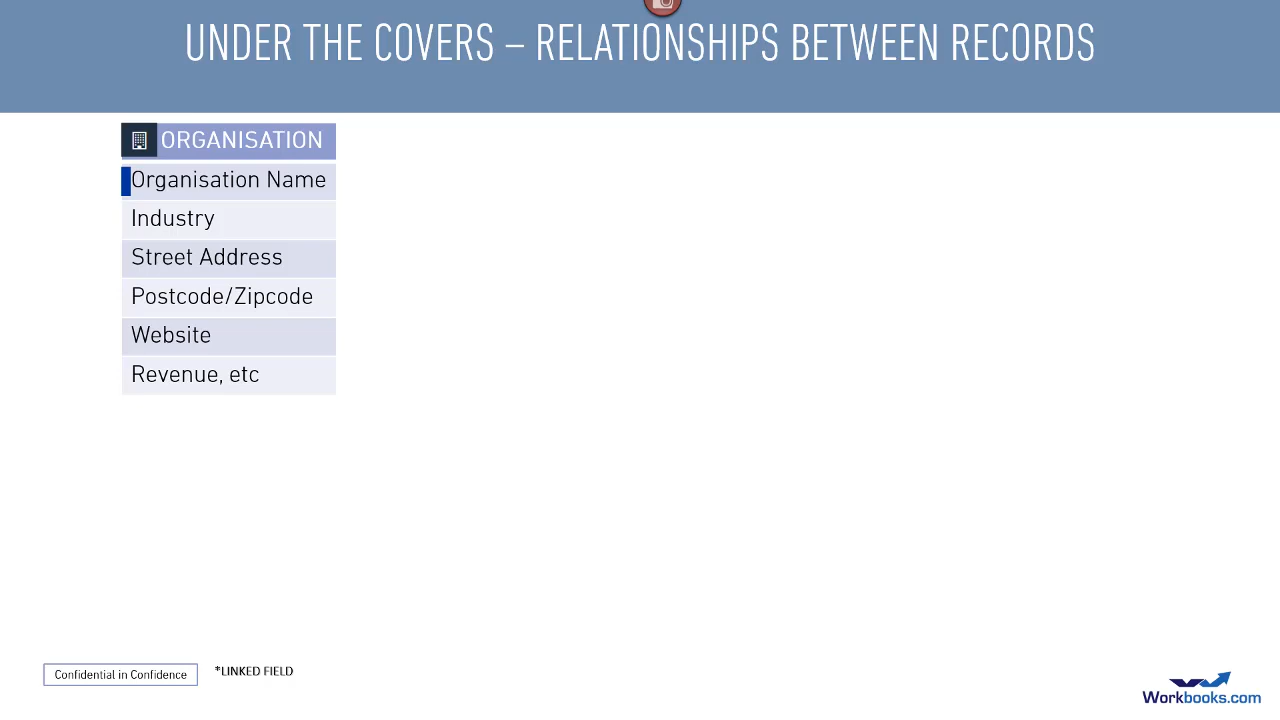 UNDER THE COVERS – RELATIONSHIPS BETWEEN RECORDS
ORGANISATION
Organisation Name
Industry
Street Address
Postcode/Zipcode
Website
Revenue, etc
Confidential in Confidence
*LINKED FIELD
Workbooks.com